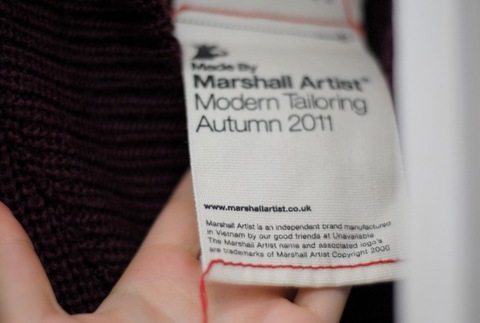 Made By
Marshall Artist™
Modern Tailoring
Autumn 2011
www.marshallartist.co.uk
Marshall Artist is an independent brand manufactured
in Vietnam by our good friends at Unavailable
The Marshall Artist name and associated logo's
are trademarks of Marshall Artist Copyright 2000